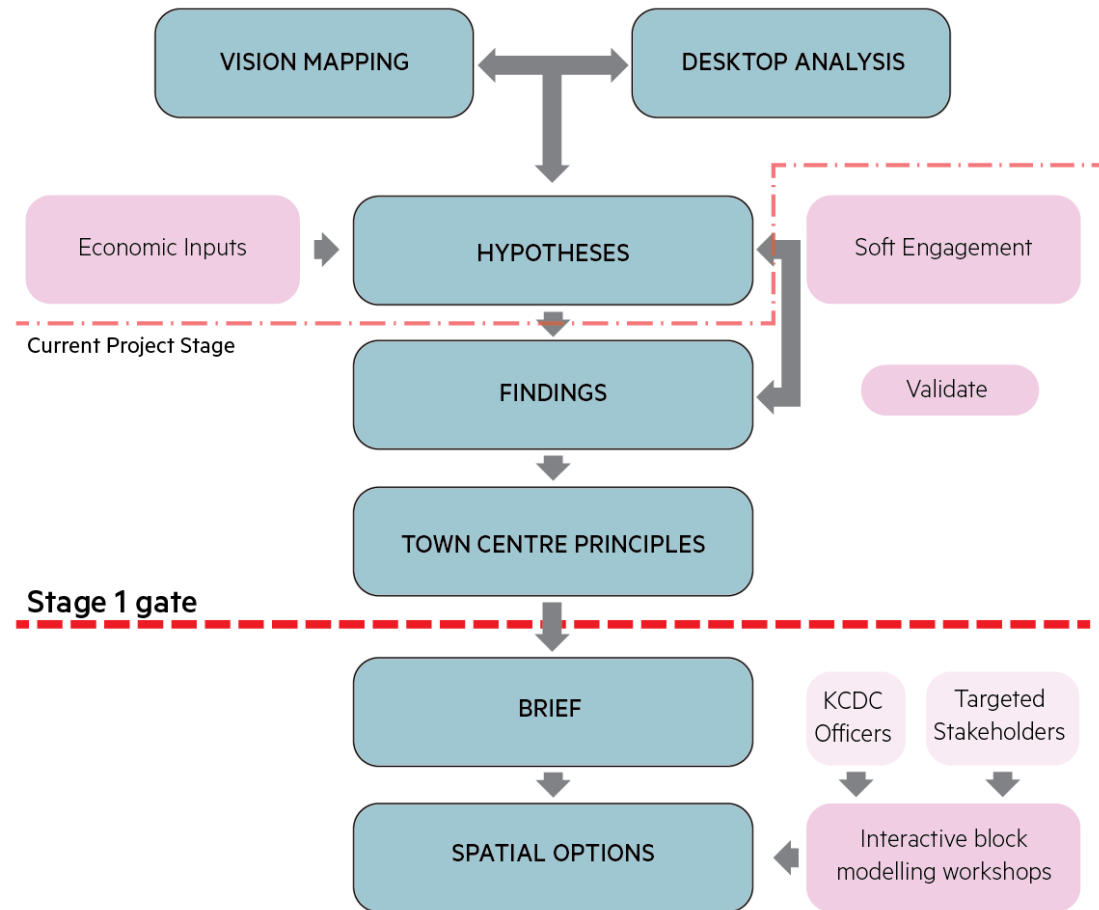 VISION MAPPING
DESKTOP ANALYSIS
Economic Inputs
HYPOTHESES
Soft Engagement
Current Project Stage
FINDINGS
Validate
TOWN CENTRE PRINCIPLES
Stage 1 gate
BRIEF
KCDC
Officers
Targeted
Stakeholders
SPATIAL OPTIONS
Interactive block
modelling workshops